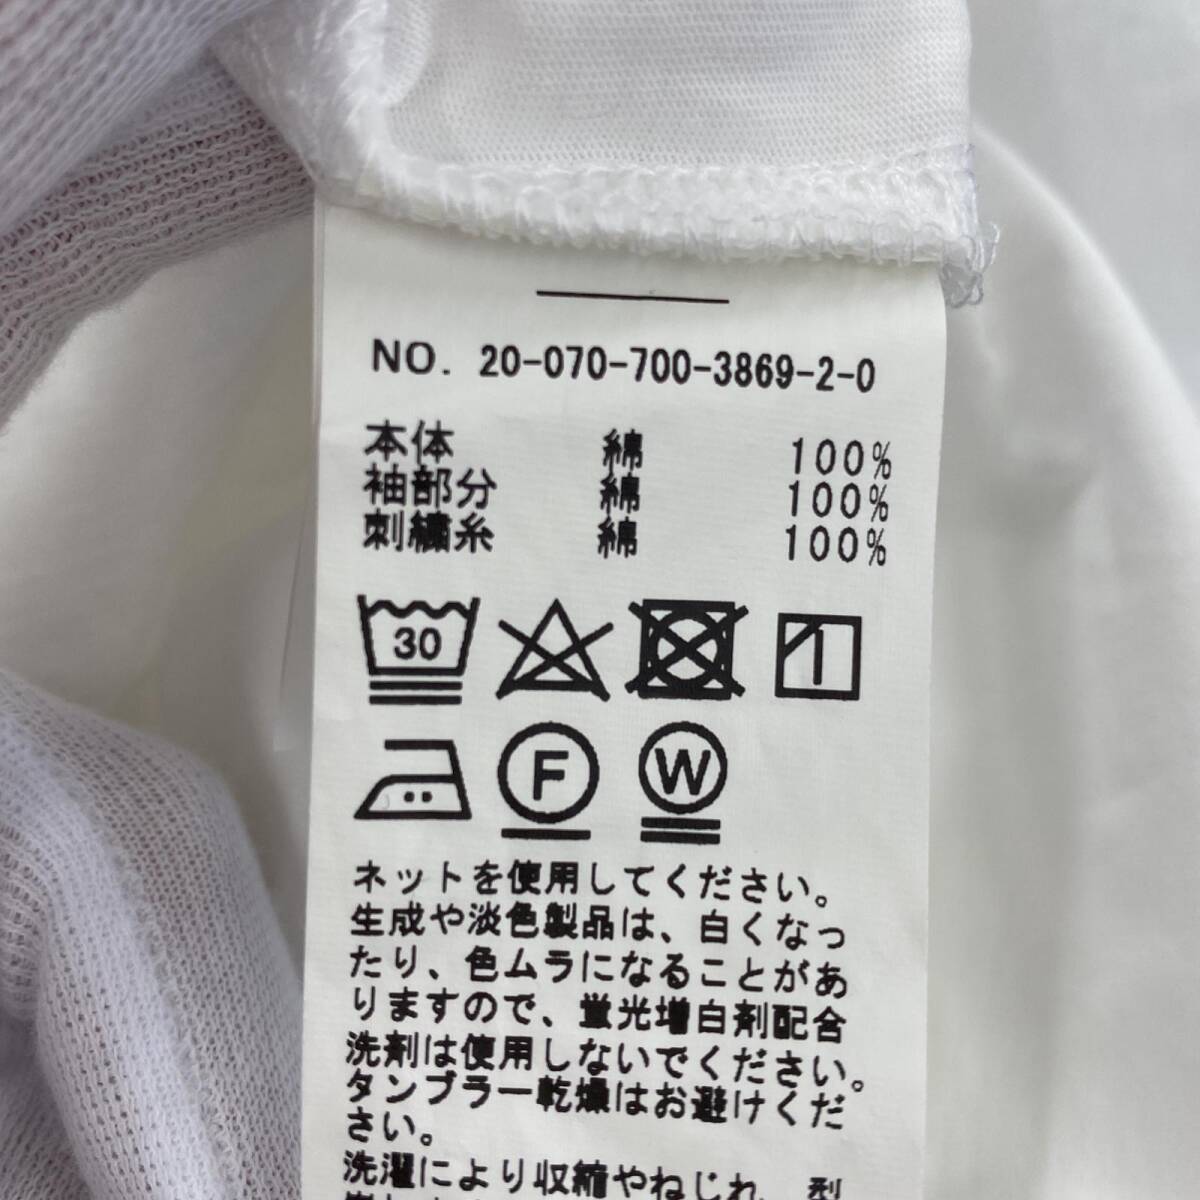 NO. 20-070-700-3869-2-0
本体 綿 100%
袖部分 綿 100%
刺繍糸 綿 100%
30
F W
ネットを使用してください。
生成や淡色製品は、白くなっ
たり、色ムラになることがあ
りますので、蛍光増白剤配合
洗剤は使用しないでください。
タンブラー乾燥はお避けくだ
さい。
洗濯により収縮やねじれ、型